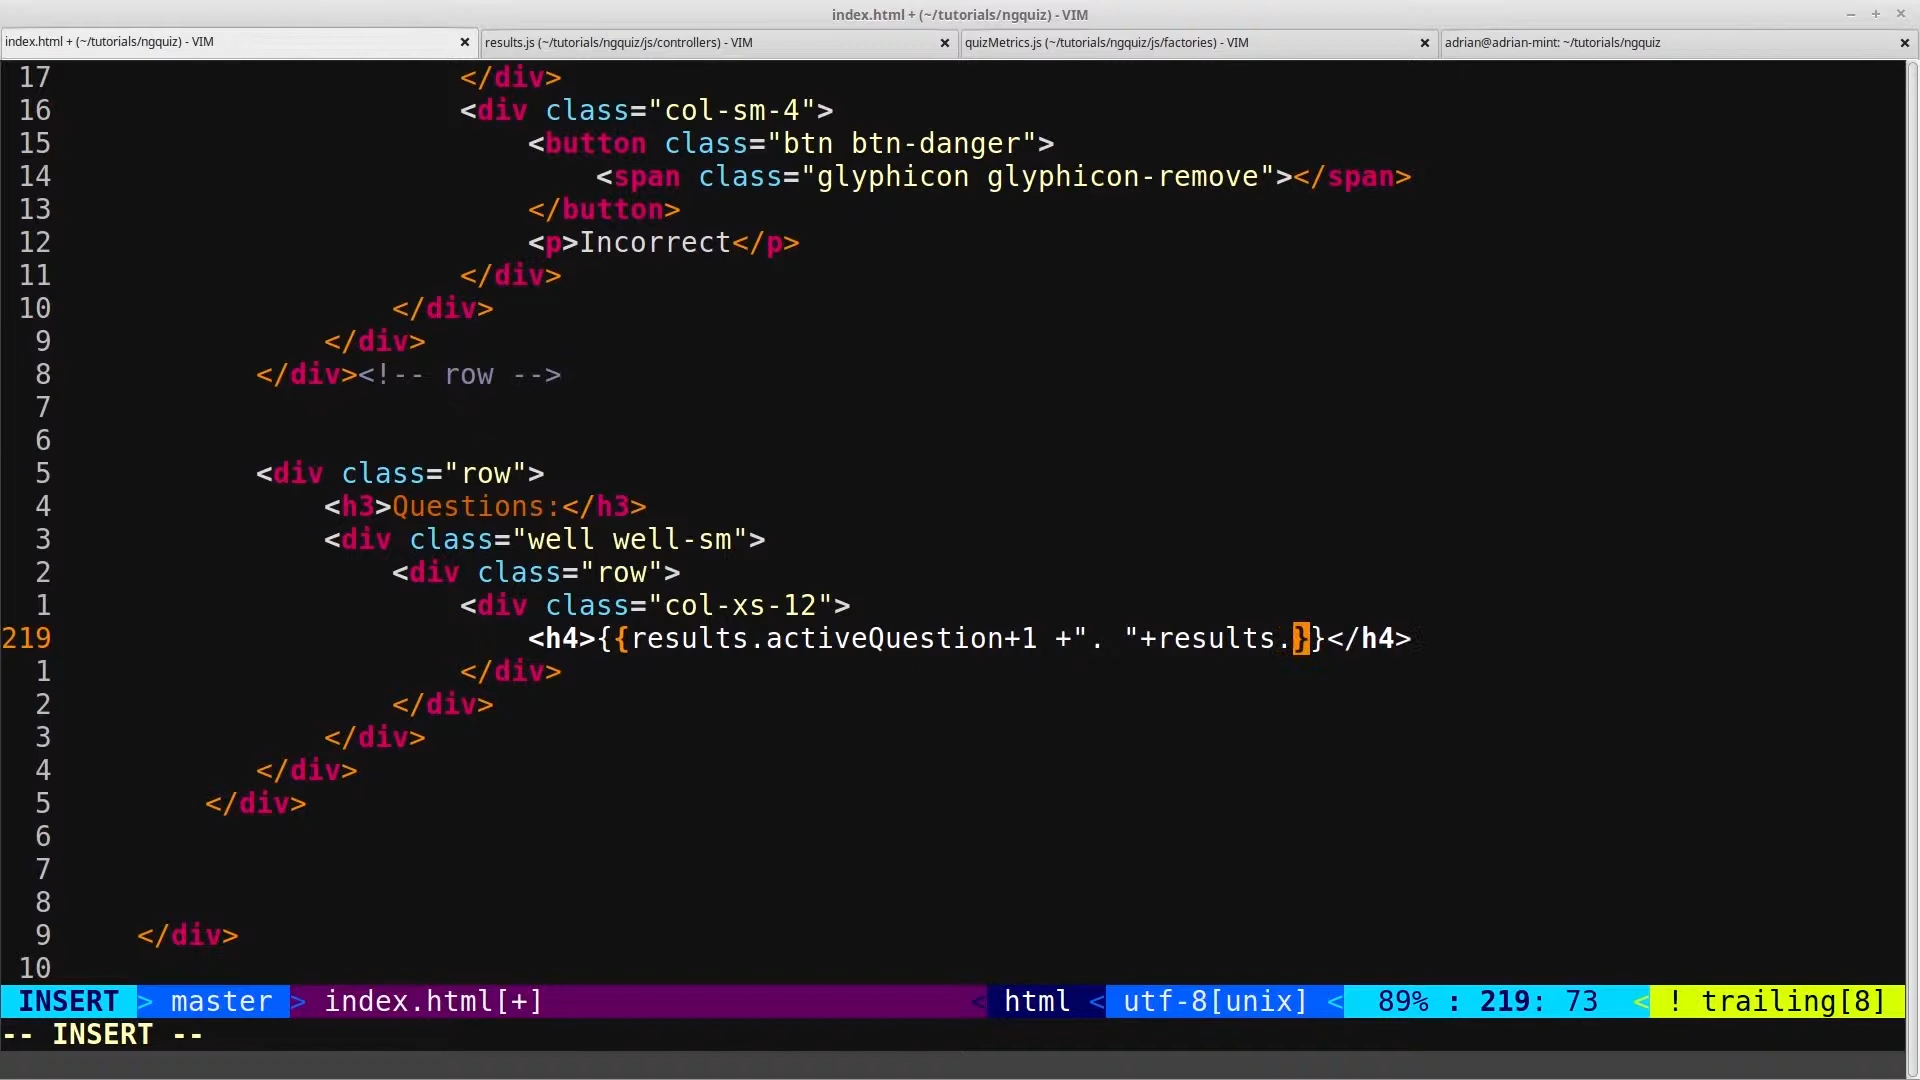 index.html + (~/tutorials/ngquiz) - VIM
index.html + (~/tutorials/ngquiz) - VIM results.js (~/tutorials/ngquiz/js/controllers) - VIM quizMetrics.js (~/tutorials/ngquiz/js/factories) - VIM adrian@adrian-mint: ~/tutorials/ngquiz
17 </div>
16 <div class="col-sm-4">
15 <button class="btn btn-danger">
14 <span class="glyphicon glyphicon-remove"></span>
13 </button>
12 <p>Incorrect</p>
11 </div>
10 </div>
9 </div>
8 </div><!-- row -->
7
6
5 <div class="row">
4 <h3>Questions:</h3>
3 <div class="well well-sm">
2 <div class="row">
1 <div class="col-xs-12">
219 <h4>{{results.activeQuestion+1 +". "+results.}}</h4>
1 </div>
2 </div>
3 </div>
4 </div>
5 </div>
6
7
8
9 </div>
10
INSERT > master > index.html[+] < html < utf-8[unix] < 89% : 219: 73 < ! trailing[8]
-- INSERT --